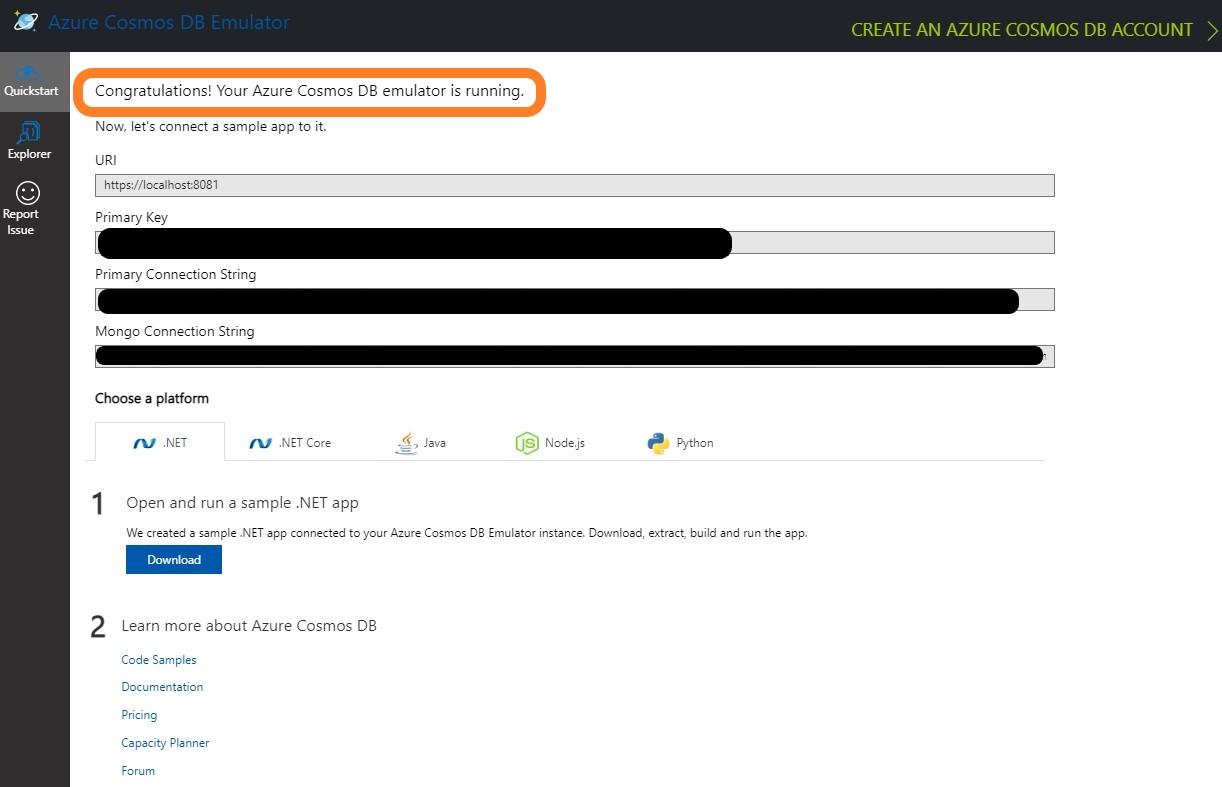 Azure Cosmos DB Emulator
CREATE AN AZURE COSMOS DB ACCOUNT
Quickstart
Explorer
Report
Issue
Congratulations! Your Azure Cosmos DB emulator is running.
Now, let's connect a sample app to it.
URI
https://localhost:8081
Primary Key
Primary Connection String
Mongo Connection String
Choose a platform
.NET
.NET Core
Java
Node.js
Python
1
Open and run a sample .NET app
We created a sample .NET app connected to your Azure Cosmos DB Emulator instance. Download, extract, build and run the app.
Download
2
Learn more about Azure Cosmos DB
Code Samples
Documentation
Pricing
Capacity Planner
Forum